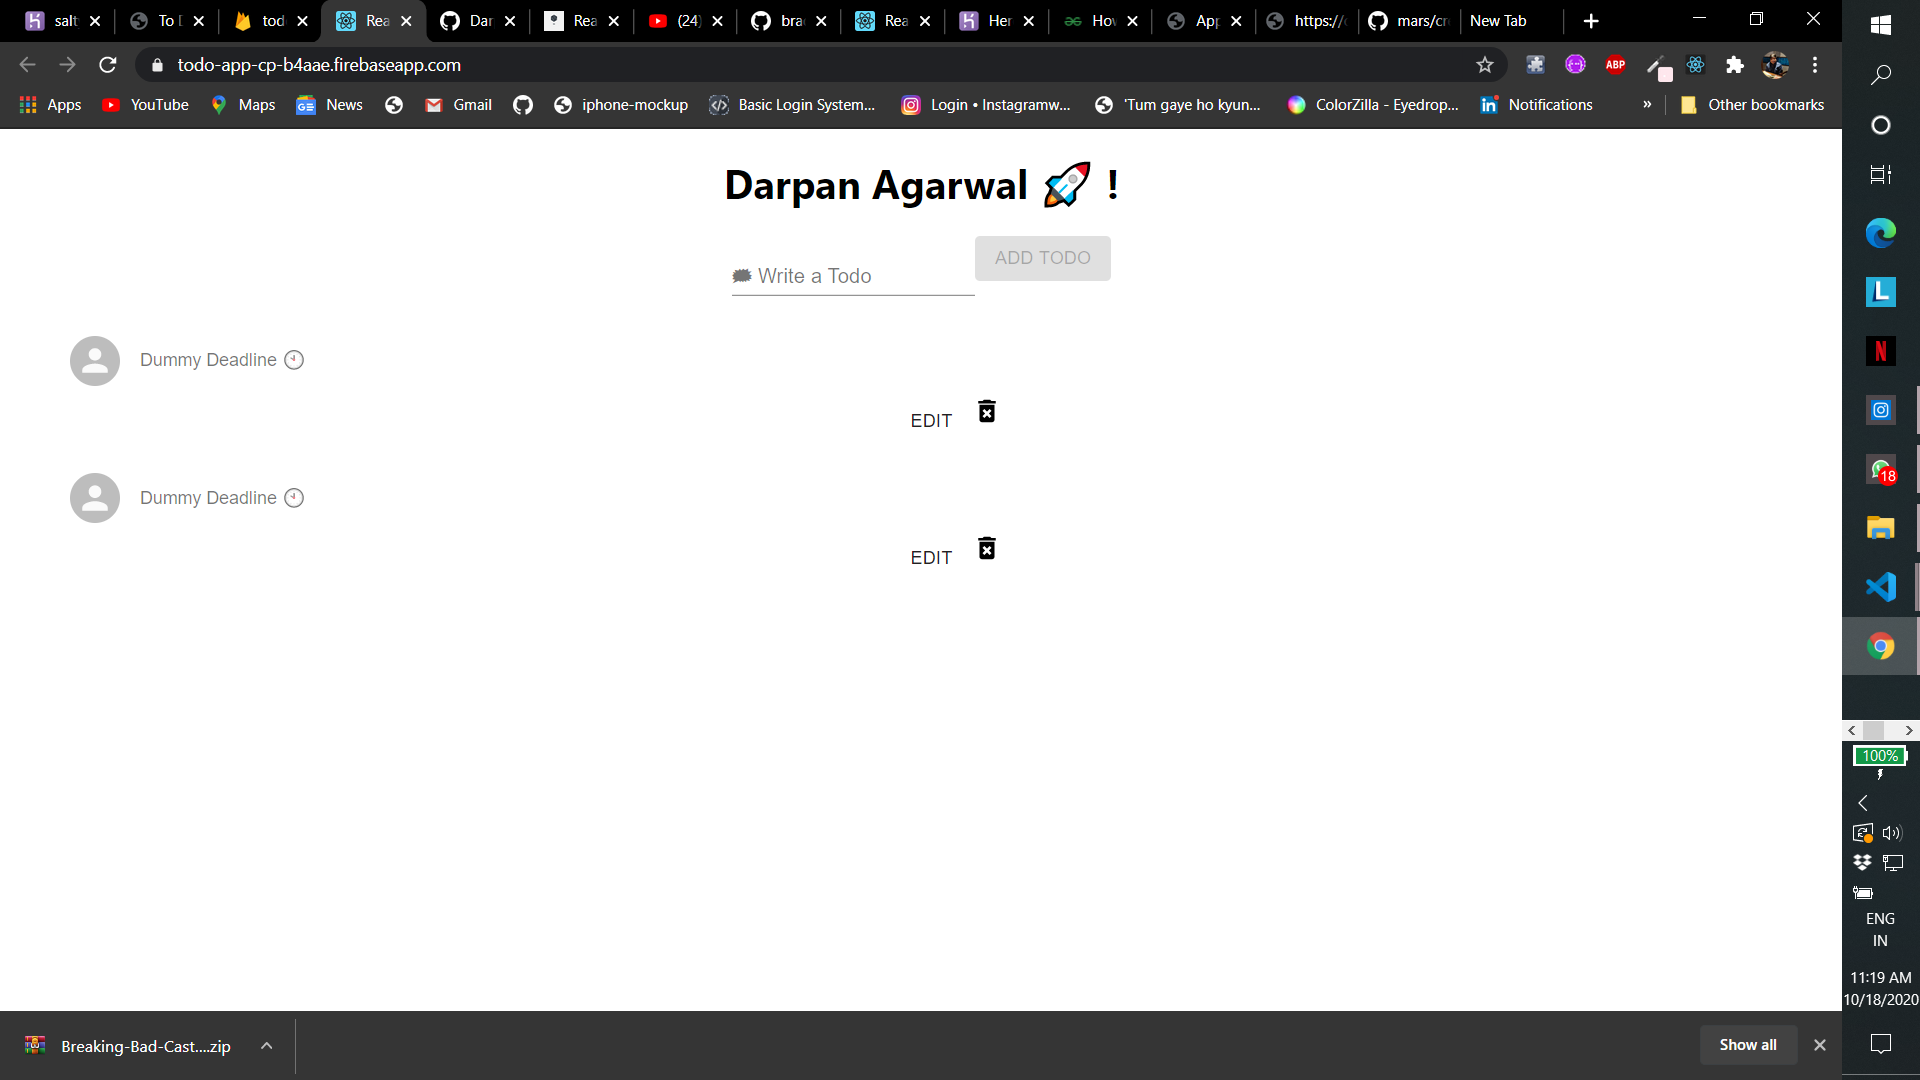 salt
To D
tod
Rea
Dar
Rea
(24)
brac
Rea
Her
How
App
https://
mars/cr
New Tab
todo-app-cp-b4aae.firebaseapp.com
ABP
Apps
YouTube
Maps
News
Gmail
iphone-mockup
Basic Login System...
Login • Instagramw...
'Tum gaye ho kyun...
ColorZilla - Eyedrop...
Notifications
»
Other bookmarks
Darpan Agarwal 🚀 !
Write a Todo
ADD TODO
Dummy Deadline
EDIT
Dummy Deadline
EDIT
18
100%
ENG
IN
11:19 AM
10/18/2020
Breaking-Bad-Cast....zip
Show all